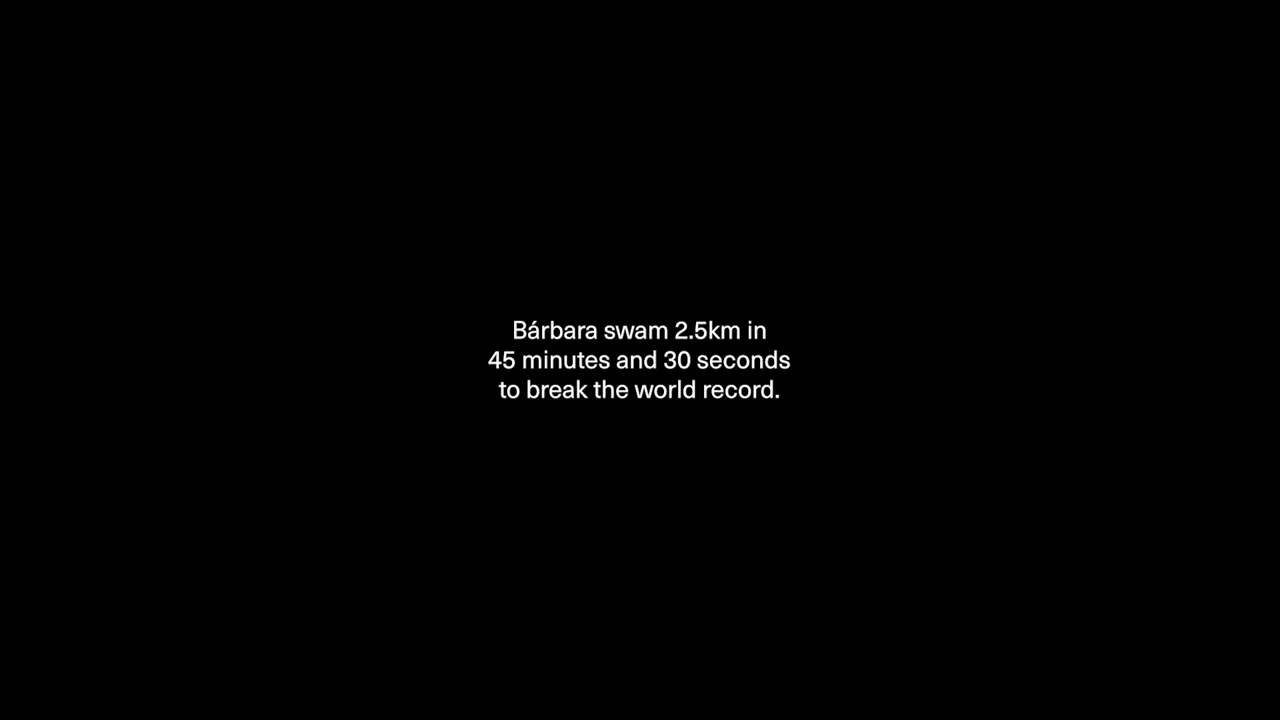 Bárbara swam 2.5km in
45 minutes and 30 seconds
to break the world record.